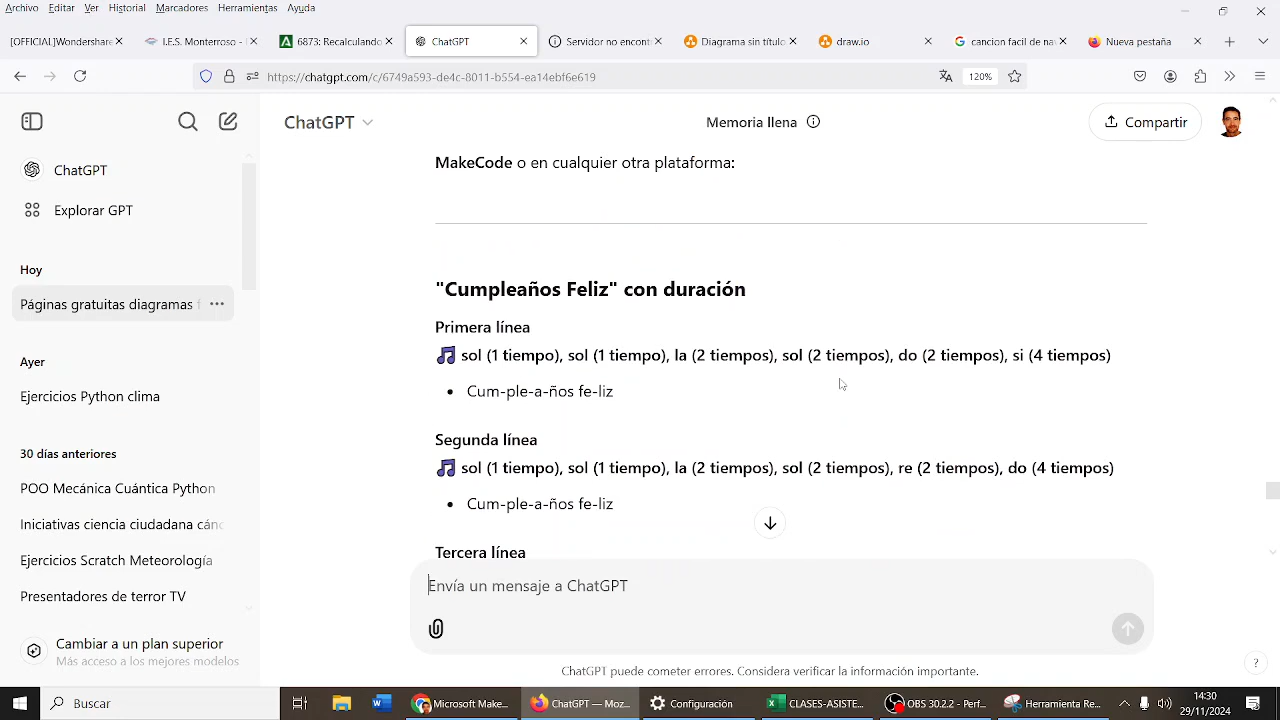 Archivo Editar Ver Historial Marcadores Herramientas Ayuda
[OFFICIAL]Wondershare
I.E.S. Monterroso - (
6873: Recalculando
ChatGPT
Servidor no encont
Diagrama sin título
draw.io
cancion facil de na
Nueva pestaña
https://chatgpt.com/c/6749a593-de4c-8011-b554-ea14ebf6e619
120%
ChatGPT
Memoria llena
Compartir
ChatGPT
Explorar GPT
Hoy
Páginas gratuitas diagramas f
Ayer
Ejercicios Python clima
30 días anteriores
POO Mecánica Cuántica Python
Iniciativas ciencia ciudadana cánc
Ejercicios Scratch Meteorología
Presentadores de terror TV
Cambiar a un plan superior
Más acceso a los mejores modelos
MakeCode o en cualquier otra plataforma:
"Cumpleaños Feliz" con duración
Primera línea
sol (1 tiempo), sol (1 tiempo), la (2 tiempos), sol (2 tiempos), do (2 tiempos), si (4 tiempos)
• Cum-ple-a-ños fe-liz
Segunda línea
sol (1 tiempo), sol (1 tiempo), la (2 tiempos), sol (2 tiempos), re (2 tiempos), do (4 tiempos)
• Cum-ple-a-ños fe-liz
Tercera línea
Envía un mensaje a ChatGPT
ChatGPT puede cometer errores. Considera verificar la información importante.
?
Buscar
Microsoft Make...
ChatGPT — Moz...
Configuración
CLASES-ASISTE...
OBS 30.2.2 - Perf...
Herramienta Re...
14:30
29/11/2024